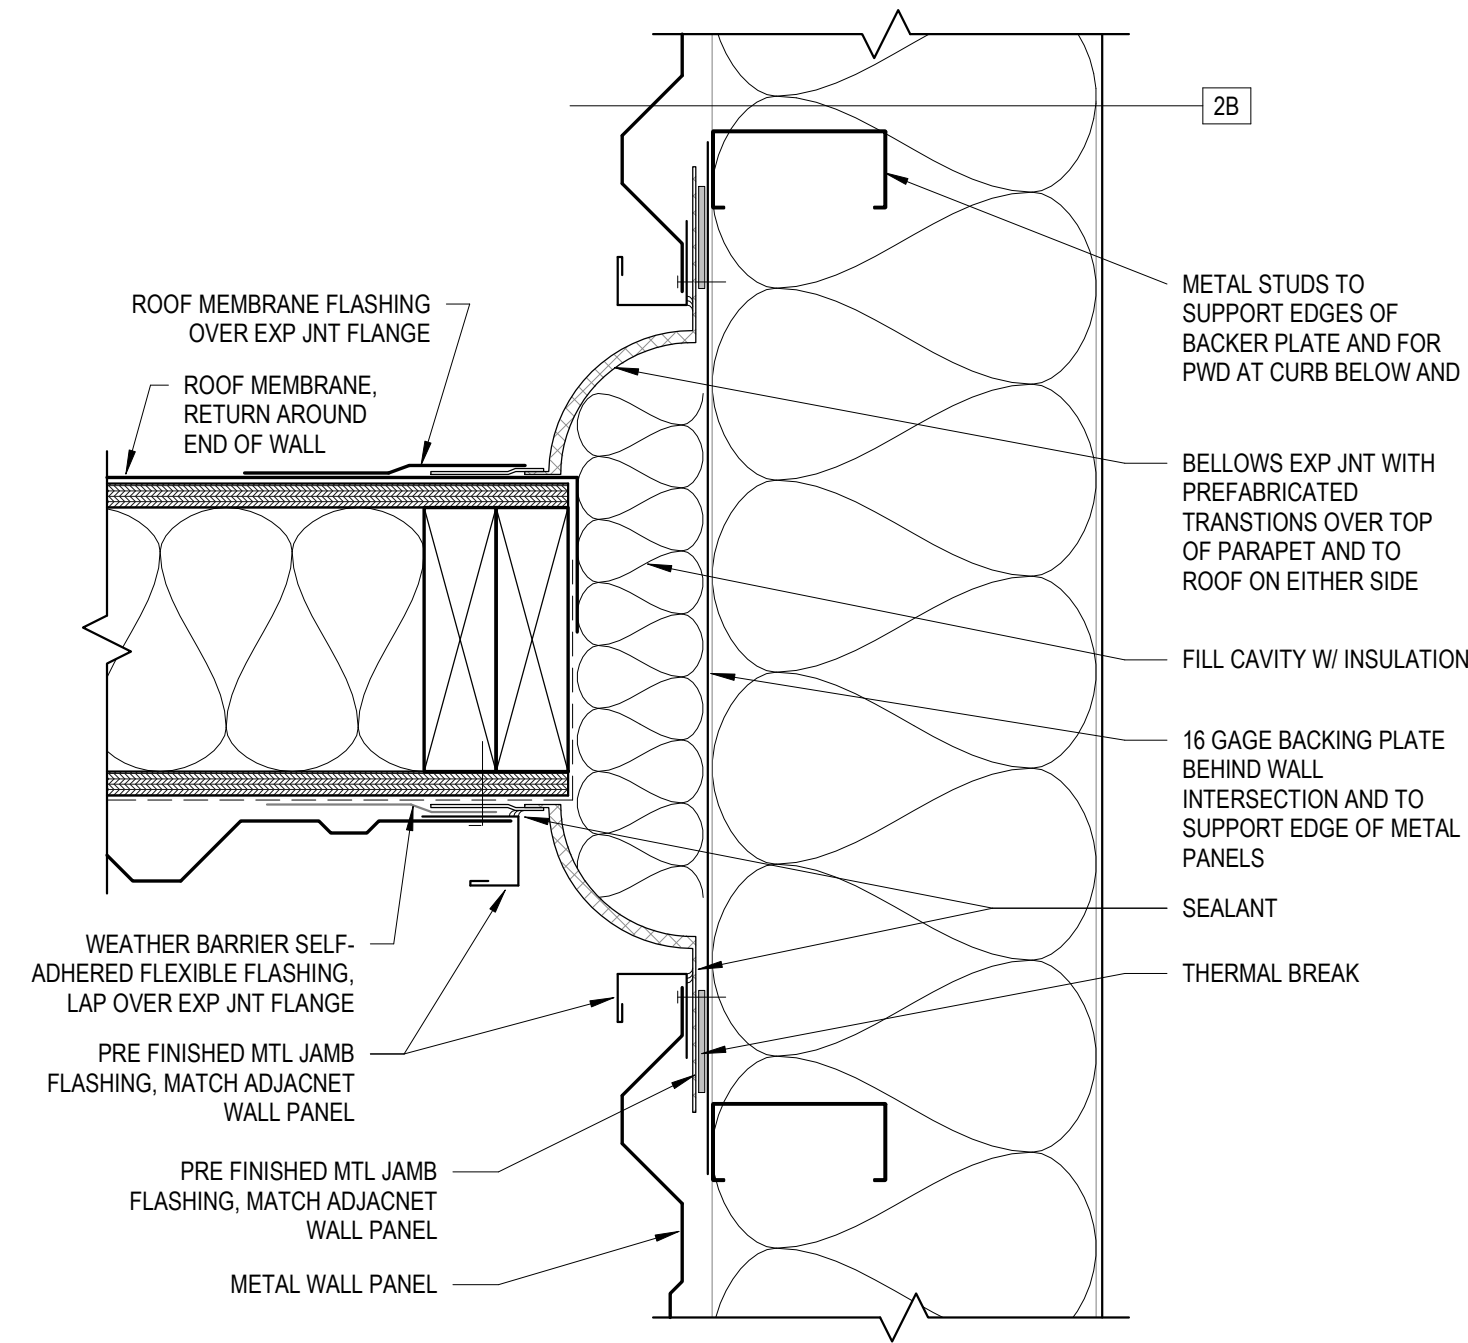 2B
METAL STUDS TO
SUPPORT EDGES OF
BACKER PLATE AND FOR
PWD AT CURB BELOW AND
ROOF MEMBRANE FLASHING
OVER EXP JNT FLANGE
ROOF MEMBRANE,
RETURN AROUND
END OF WALL
BELLOWS EXP JNT WITH
PREFABRICATED
TRANSTIONS OVER TOP
OF PARAPET AND TO
ROOF ON EITHER SIDE
FILL CAVITY W/ INSULATION
16 GAGE BACKING PLATE
BEHIND WALL
INTERSECTION AND TO
SUPPORT EDGE OF METAL
PANELS
SEALANT
THERMAL BREAK
WEATHER BARRIER SELF-
ADHERED FLEXIBLE FLASHING,
LAP OVER EXP JNT FLANGE
PRE FINISHED MTL JAMB
FLASHING, MATCH ADJACNET
WALL PANEL
PRE FINISHED MTL JAMB
FLASHING, MATCH ADJACNET
WALL PANEL
METAL WALL PANEL